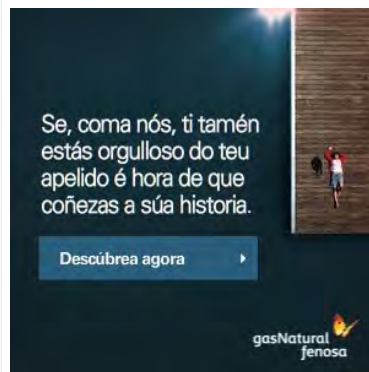 Se, coma nós, ti tamén
estás orgulloso do teu
apelido é hora de que
coñezas a súa historia.
Descúbrea agora
gasNatural
fenosa